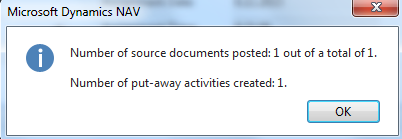 Microsoft Dynamics NAV
Number of source documents posted: 1 out of a total of 1.
Number of put-away activities created: 1.
OK